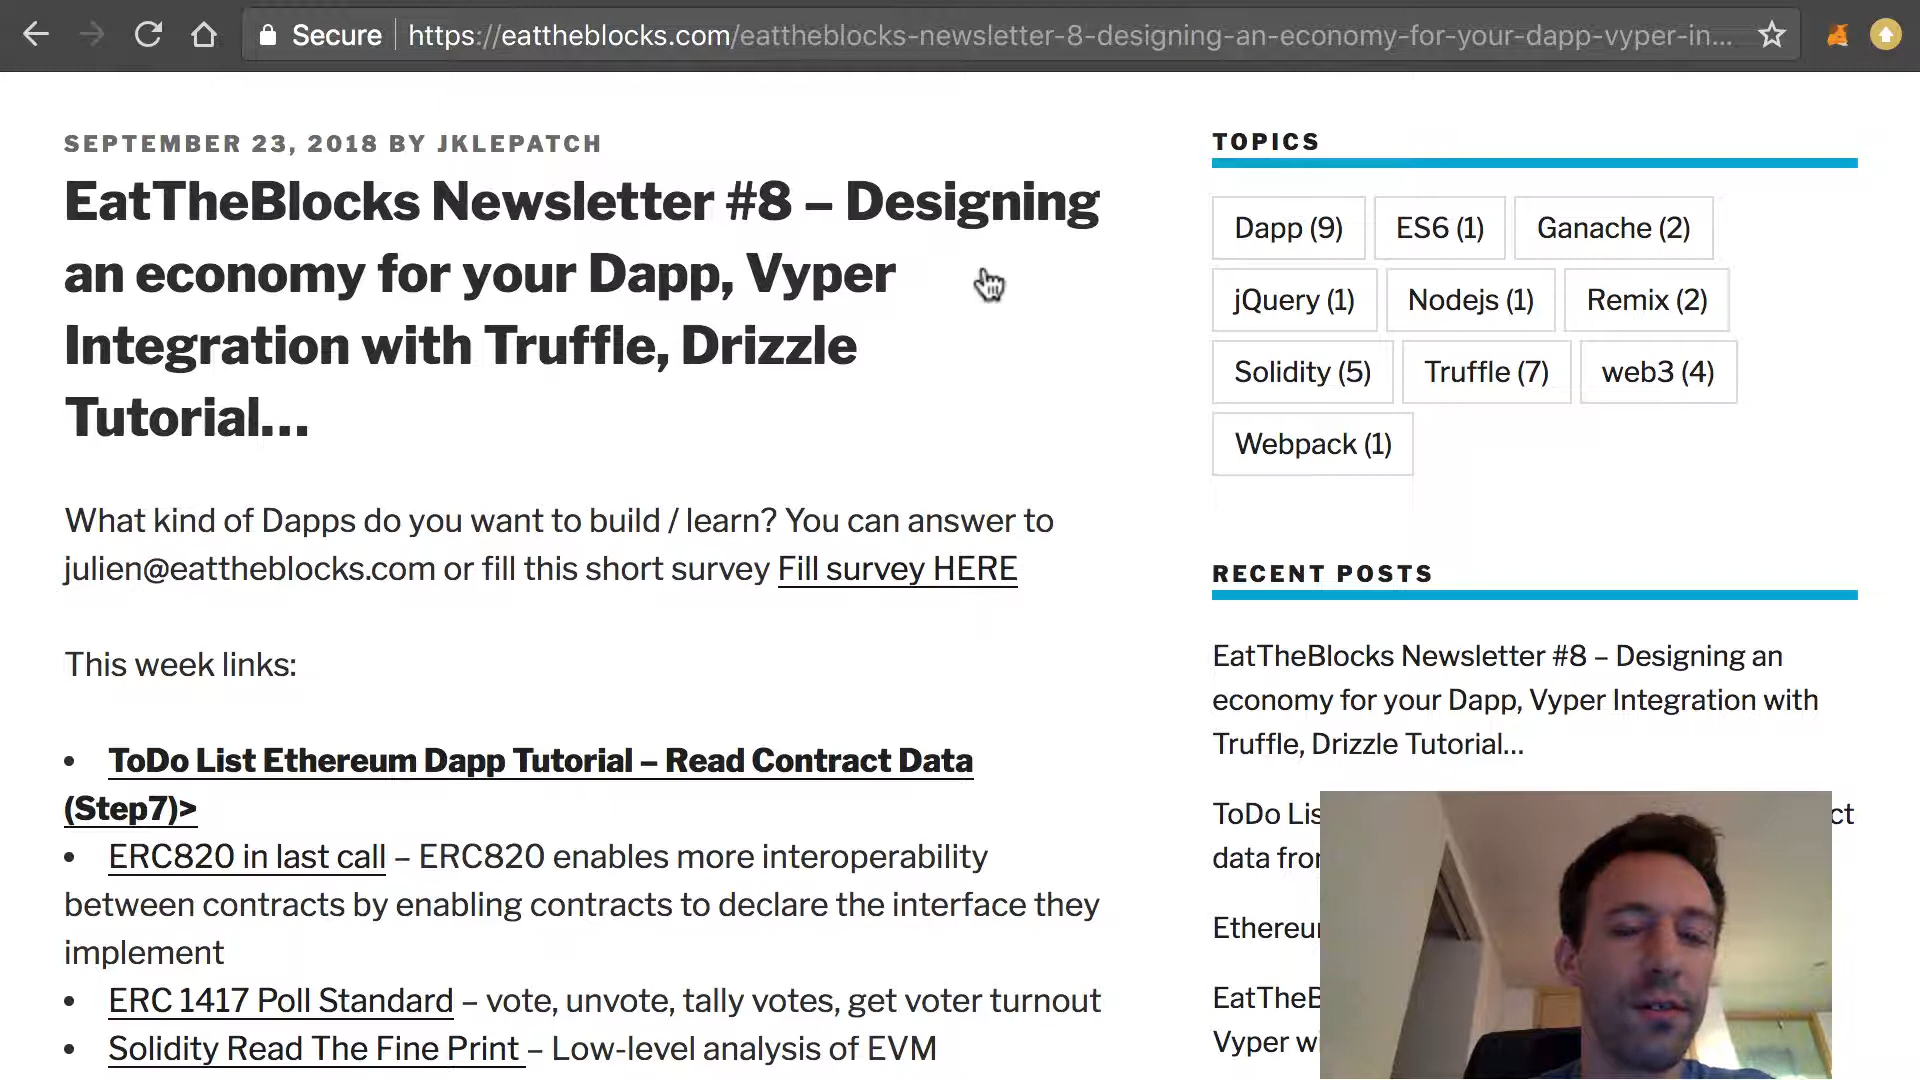 Secure https://eattheblocks.com/eattheblocks-newsletter-8-designing-an-economy-for-your-dapp-vyper-in...
SEPTEMBER 23, 2018 BY JKLEPATCH
EatTheBlocks Newsletter #8 – Designing
an economy for your Dapp, Vyper
Integration with Truffle, Drizzle
Tutorial…
What kind of Dapps do you want to build / learn? You can answer to
julien@eattheblocks.com or fill this short survey Fill survey HERE
This week links:
• ToDo List Ethereum Dapp Tutorial – Read Contract Data
(Step7)>
• ERC820 in last call – ERC820 enables more interoperability
between contracts by enabling contracts to declare the interface they
implement
• ERC 1417 Poll Standard – vote, unvote, tally votes, get voter turnout
• Solidity Read The Fine Print – Low-level analysis of EVM
TOPICS
Dapp (9) ES6 (1) Ganache (2)
jQuery (1) Nodejs (1) Remix (2)
Solidity (5) Truffle (7) web3 (4)
Webpack (1)
RECENT POSTS
EatTheBlocks Newsletter #8 – Designing an
economy for your Dapp, Vyper Integration with
Truffle, Drizzle Tutorial…
ToDo
data
Vyper